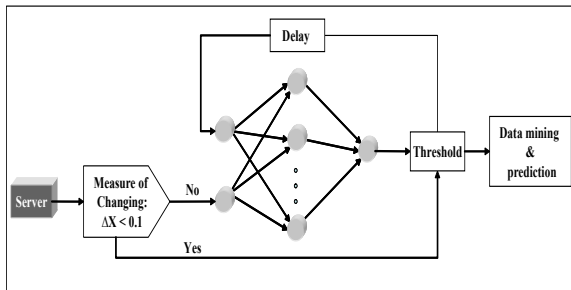 Delay
Server
Measure of
Changing:
ΔX < 0.1
No
Yes
Threshold
Data mining
&
prediction